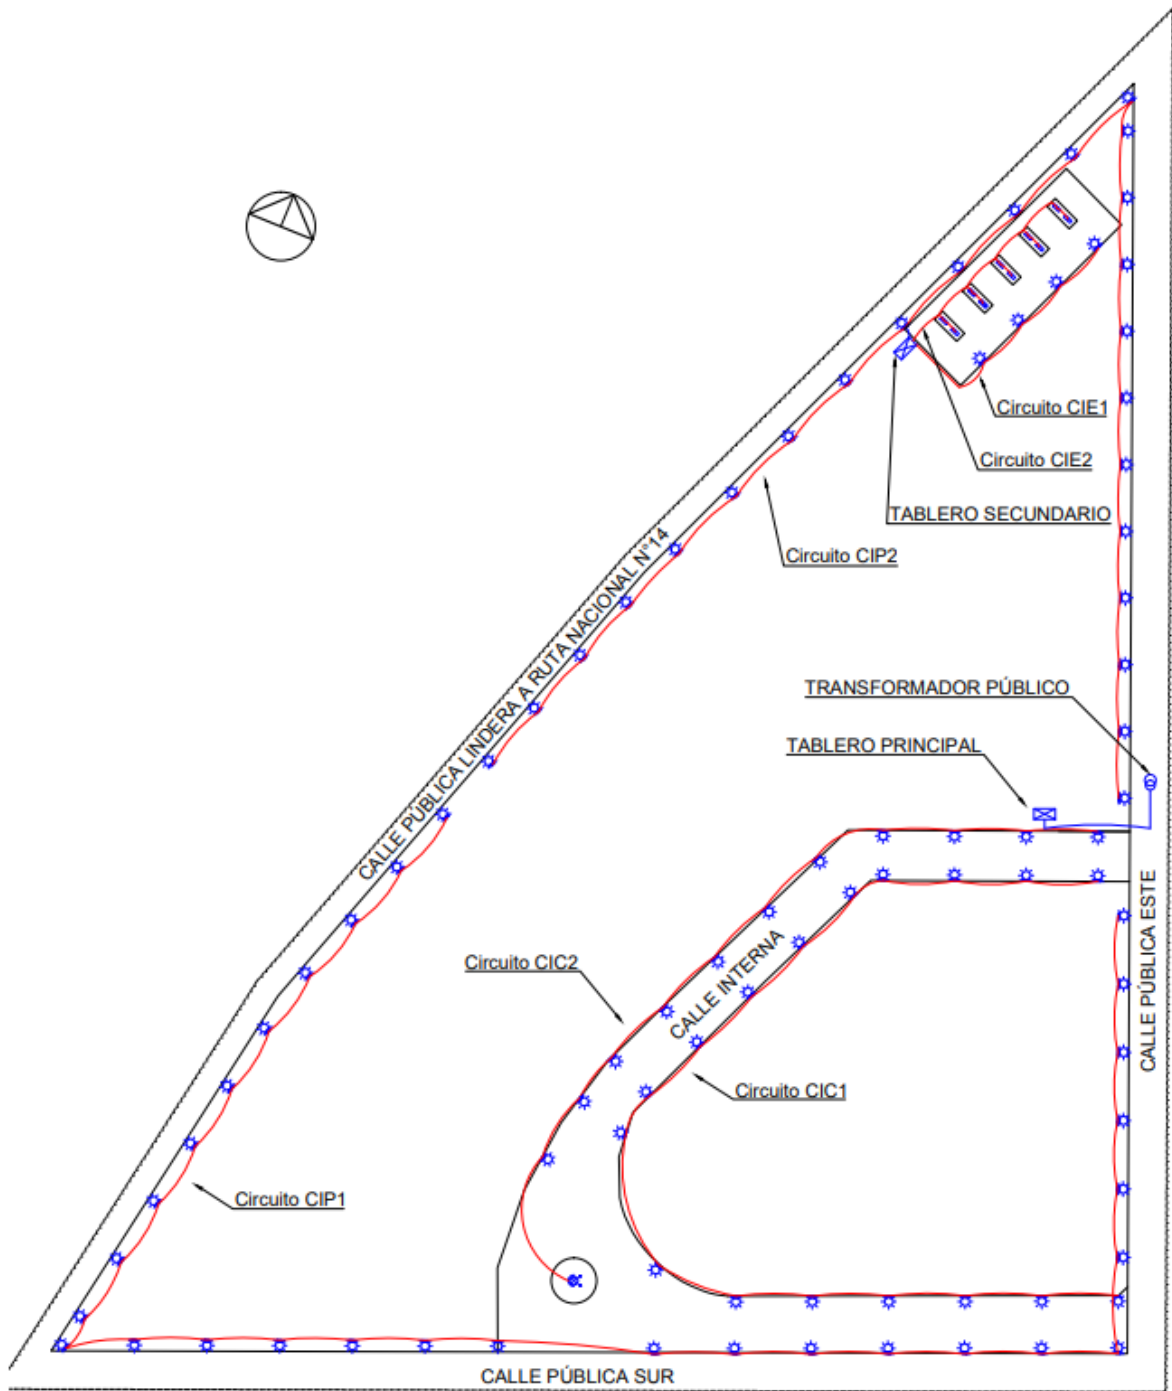 Circuito CIE1
Circuito CIE2
TABLERO SECUNDARIO
Circuito CIP2
CALLE PÚBLICA LINDERA A RUTA NACIONAL N°14
TRANSFORMADOR PÚBLICO
TABLERO PRINCIPAL
CALLE PÚBLICA ESTE
Circuito CIC2
CALLE INTERNA
Circuito CIC1
Circuito CIP1
CALLE PÚBLICA SUR